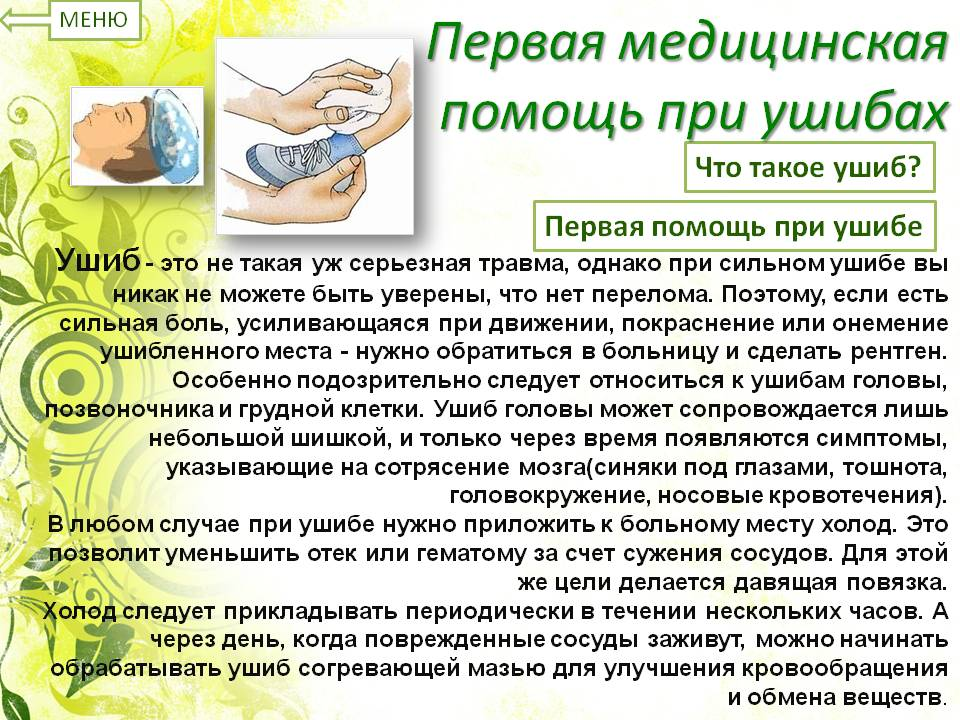 МЕНЮ
Первая медицинская
помощь при ушибах
Что такое ушиб?
Первая помощь при ушибе
Ушиб - это не такая уж серьезная травма, однако при сильном ушибе вы
никак не можете быть уверены, что нет перелома. Поэтому, если есть
сильная боль, усиливающаяся при движении, покраснение или онемение
ушибленного места - нужно обратиться в больницу и сделать рентген.
Особенно подозрительно следует относиться к ушибам головы,
позвоночника и грудной клетки. Ушиб головы может сопровождается лишь
небольшой шишкой, и только через время появляются симптомы,
указывающие на сотрясение мозга(синяки под глазами, тошнота,
головокружение, носовые кровотечения).
В любом случае при ушибе нужно приложить к больному месту холод. Это
позволит уменьшить отек или гематому за счет сужения сосудов. Для этой
же цели делается давящая повязка.
Холод следует прикладывать периодически в течении нескольких часов. А
через день, когда поврежденные сосуды заживут, можно начинать
обрабатывать ушиб согревающей мазью для улучшения кровообращения
и обмена веществ.